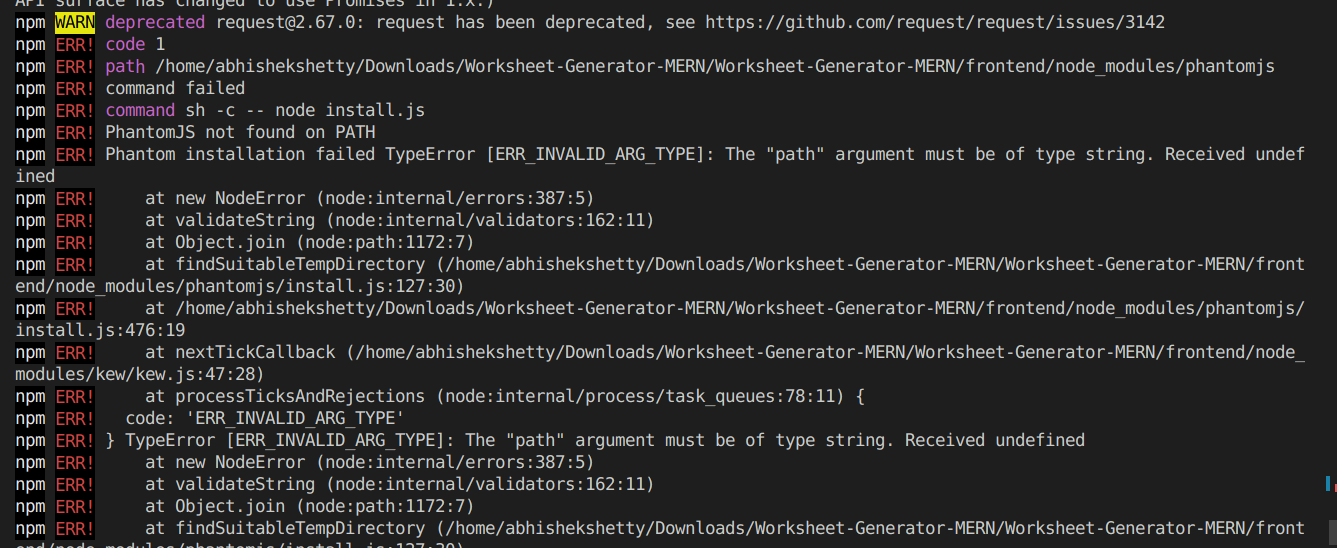 API surface has changed to use Promises in 1.x.)
npm WARN deprecated request@2.67.0: request has been deprecated, see https://github.com/request/request/issues/3142
npm ERR! code 1
npm ERR! path /home/abhishekshetty/Downloads/Worksheet-Generator-MERN/Worksheet-Generator-MERN/frontend/node_modules/phantomjs
npm ERR! command failed
npm ERR! command sh -c -- node install.js
npm ERR! PhantomJS not found on PATH
npm ERR! Phantom installation failed TypeError [ERR_INVALID_ARG_TYPE]: The "path" argument must be of type string. Received undef
ined
npm ERR!     at new NodeError (node:internal/errors:387:5)
npm ERR!     at validateString (node:internal/validators:162:11)
npm ERR!     at Object.join (node:path:1172:7)
npm ERR!     at findSuitableTempDirectory (/home/abhishekshetty/Downloads/Worksheet-Generator-MERN/Worksheet-Generator-MERN/front
end/node_modules/phantomjs/install.js:127:30)
npm ERR!     at /home/abhishekshetty/Downloads/Worksheet-Generator-MERN/Worksheet-Generator-MERN/frontend/node_modules/phantomjs/
install.js:476:19
npm ERR!     at nextTickCallback (/home/abhishekshetty/Downloads/Worksheet-Generator-MERN/Worksheet-Generator-MERN/frontend/node_
modules/kew/kew.js:47:28)
npm ERR!     at processTicksAndRejections (node:internal/process/task_queues:78:11) {
npm ERR!   code: 'ERR_INVALID_ARG_TYPE'
npm ERR! } TypeError [ERR_INVALID_ARG_TYPE]: The "path" argument must be of type string. Received undefined
npm ERR!     at new NodeError (node:internal/errors:387:5)
npm ERR!     at validateString (node:internal/validators:162:11)
npm ERR!     at Object.join (node:path:1172:7)
npm ERR!     at findSuitableTempDirectory (/home/abhishekshetty/Downloads/Worksheet-Generator-MERN/Worksheet-Generator-MERN/front
end/node_modules/phantomjs/install.js:127:30)